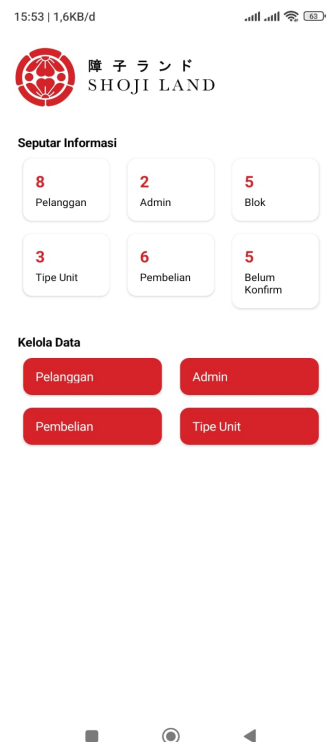 15:53 | 1,6KB/d
63
障子ランド
SHOJI LAND
Seputar Informasi
8
Pelanggan
2
Admin
5
Blok
3
Tipe Unit
6
Pembelian
5
Belum
Konfirm
Kelola Data
Pelanggan
Admin
Pembelian
Tipe Unit